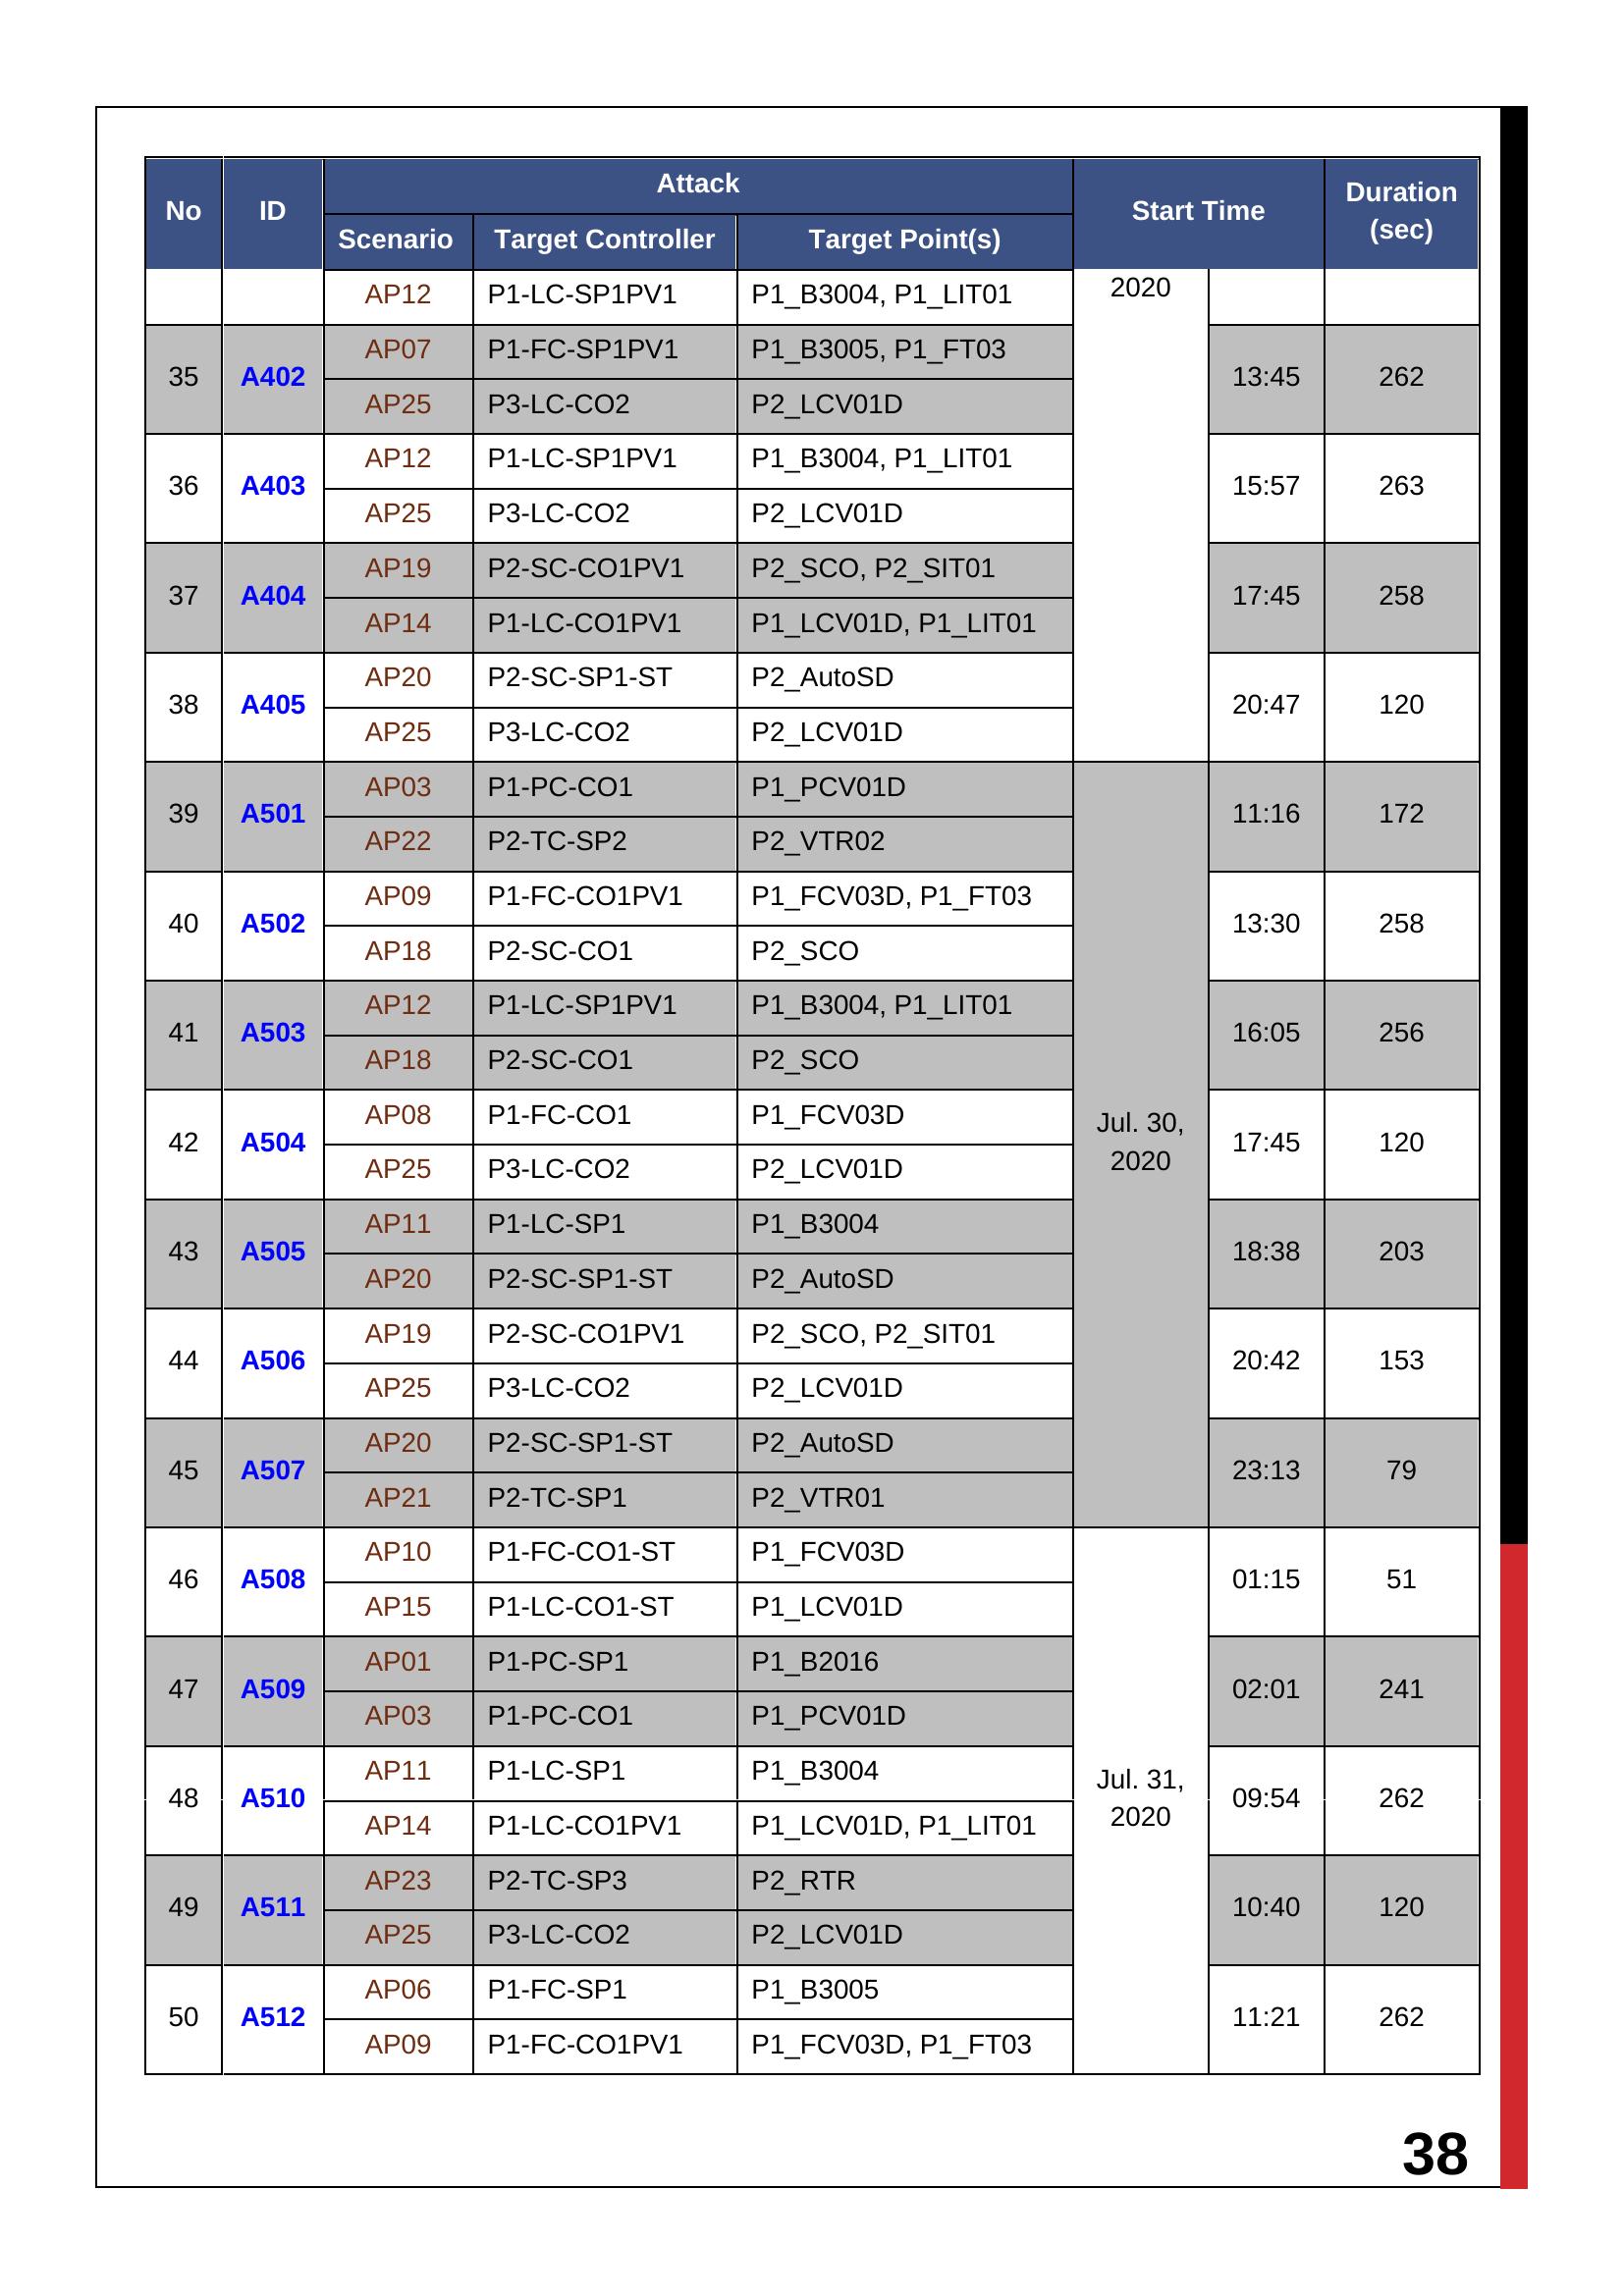 No ID Attack Start Time Duration (sec)
Scenario Target Controller Target Point(s)
AP12 P1-LC-SP1PV1 P1_B3004, P1_LIT01 2020
35 A402 AP07 P1-FC-SP1PV1 P1_B3005, P1_FT03 13:45 262
AP25 P3-LC-CO2 P2_LCV01D
36 A403 AP12 P1-LC-SP1PV1 P1_B3004, P1_LIT01 15:57 263
AP25 P3-LC-CO2 P2_LCV01D
37 A404 AP19 P2-SC-CO1PV1 P2_SCO, P2_SIT01 17:45 258
AP14 P1-LC-CO1PV1 P1_LCV01D, P1_LIT01
38 A405 AP20 P2-SC-SP1-ST P2_AutoSD 20:47 120
AP25 P3-LC-CO2 P2_LCV01D
39 A501 AP03 P1-PC-CO1 P1_PCV01D Jul. 30, 2020 11:16 172
AP22 P2-TC-SP2 P2_VTR02
40 A502 AP09 P1-FC-CO1PV1 P1_FCV03D, P1_FT03 13:30 258
AP18 P2-SC-CO1 P2_SCO
41 A503 AP12 P1-LC-SP1PV1 P1_B3004, P1_LIT01 16:05 256
AP18 P2-SC-CO1 P2_SCO
42 A504 AP08 P1-FC-CO1 P1_FCV03D 17:45 120
AP25 P3-LC-CO2 P2_LCV01D
43 A505 AP11 P1-LC-SP1 P1_B3004 18:38 203
AP20 P2-SC-SP1-ST P2_AutoSD
44 A506 AP19 P2-SC-CO1PV1 P2_SCO, P2_SIT01 20:42 153
AP25 P3-LC-CO2 P2_LCV01D
45 A507 AP20 P2-SC-SP1-ST P2_AutoSD 23:13 79
AP21 P2-TC-SP1 P2_VTR01
46 A508 AP10 P1-FC-CO1-ST P1_FCV03D Jul. 31, 2020 01:15 51
AP15 P1-LC-CO1-ST P1_LCV01D
47 A509 AP01 P1-PC-SP1 P1_B2016 02:01 241
AP03 P1-PC-CO1 P1_PCV01D
48 A510 AP11 P1-LC-SP1 P1_B3004 09:54 262
AP14 P1-LC-CO1PV1 P1_LCV01D, P1_LIT01
49 A511 AP23 P2-TC-SP3 P2_RTR 10:40 120
AP25 P3-LC-CO2 P2_LCV01D
50 A512 AP06 P1-FC-SP1 P1_B3005 11:21 262
AP09 P1-FC-CO1PV1 P1_FCV03D, P1_FT03
38